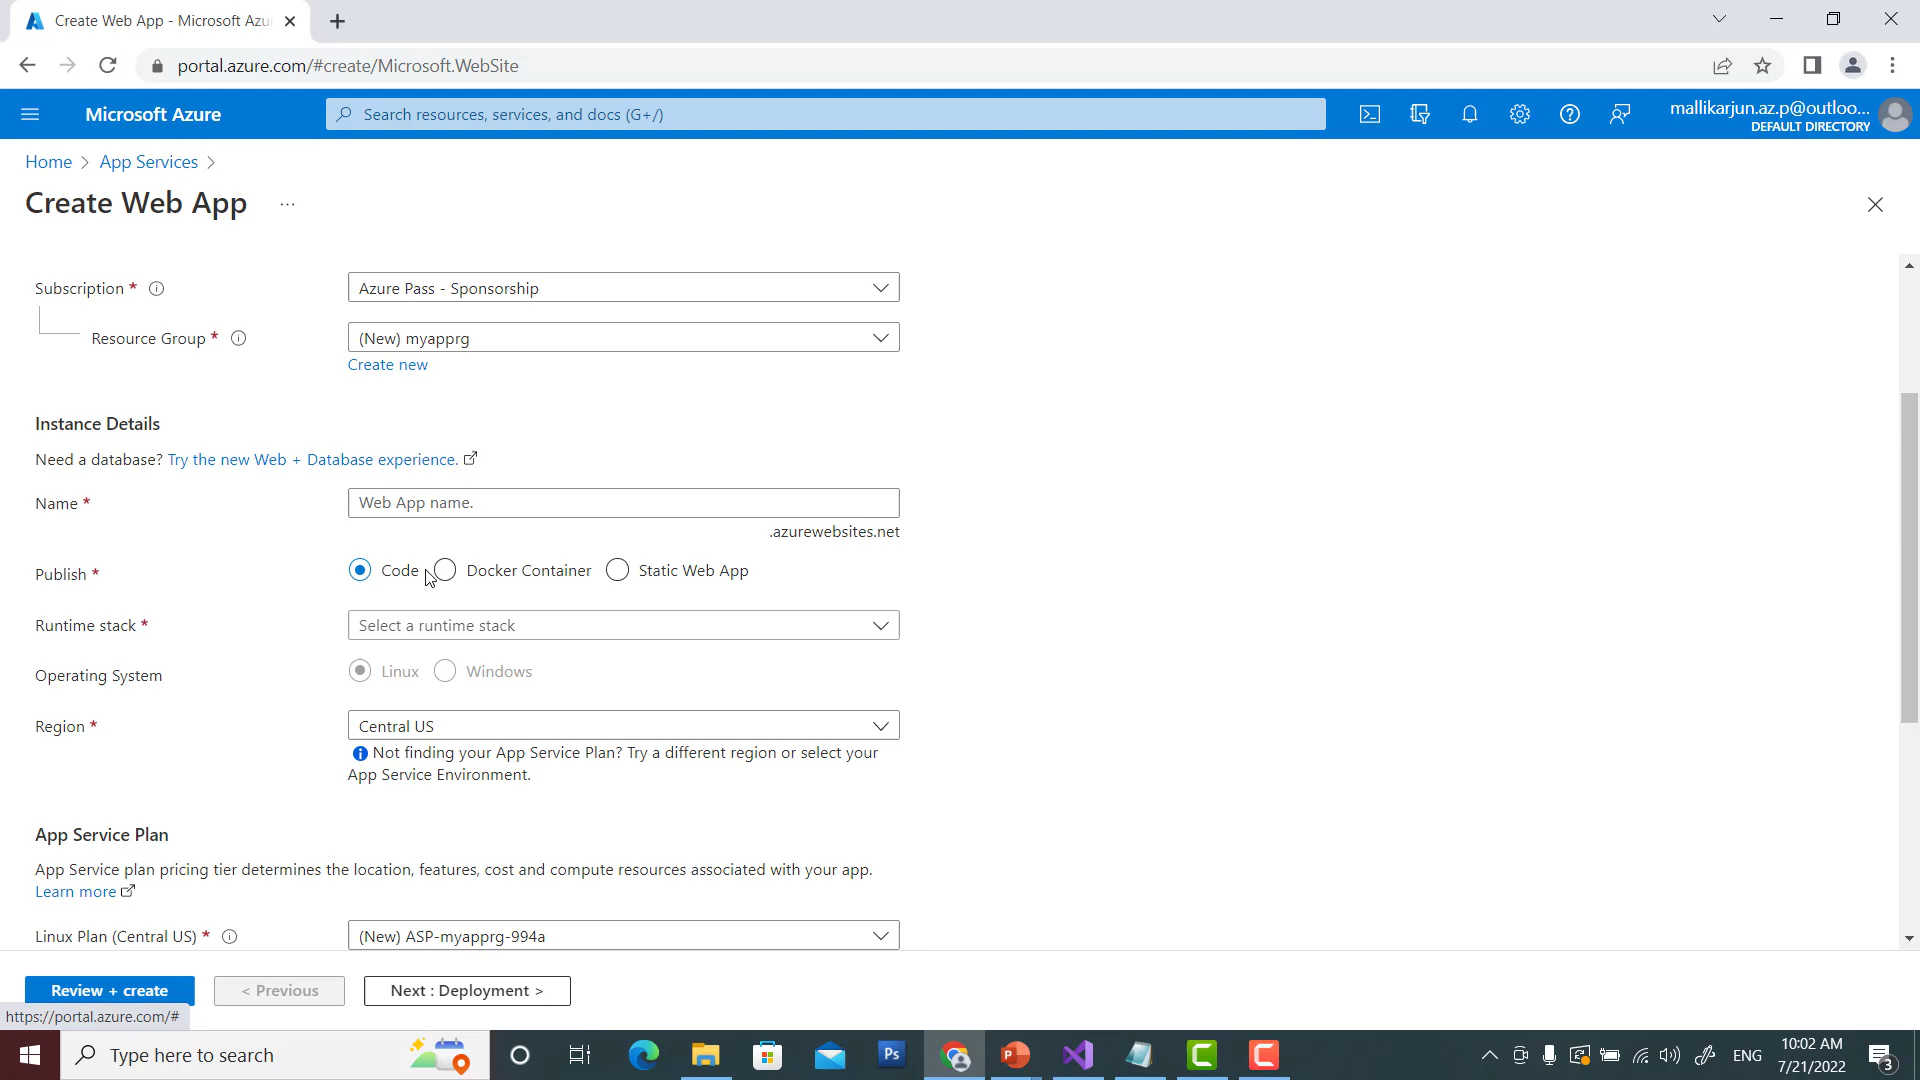 Create Web App - Microsoft Azu
portal.azure.com/#create/Microsoft.WebSite
Microsoft Azure
Search resources, services, and docs (G+/)
mallikarjun.az.p@outloo...
DEFAULT DIRECTORY
Home > App Services >
Create Web App ...
Subscription *
Azure Pass - Sponsorship
Resource Group *
(New) myapprg
Create new
Instance Details
Need a database? Try the new Web + Database experience.
Name *
Web App name.
.azurewebsites.net
Publish *
Code
Docker Container
Static Web App
Runtime stack *
Select a runtime stack
Operating System
Linux
Windows
Region *
Central US
Not finding your App Service Plan? Try a different region or select your
App Service Environment.
App Service Plan
App Service plan pricing tier determines the location, features, cost and compute resources associated with your app.
Learn more
Linux Plan (Central US) *
(New) ASP-myapprg-994a
Review + create
< Previous
Next : Deployment >
https://portal.azure.com/#
Type here to search
Ps
P
ENG
10:02 AM
7/21/2022
3